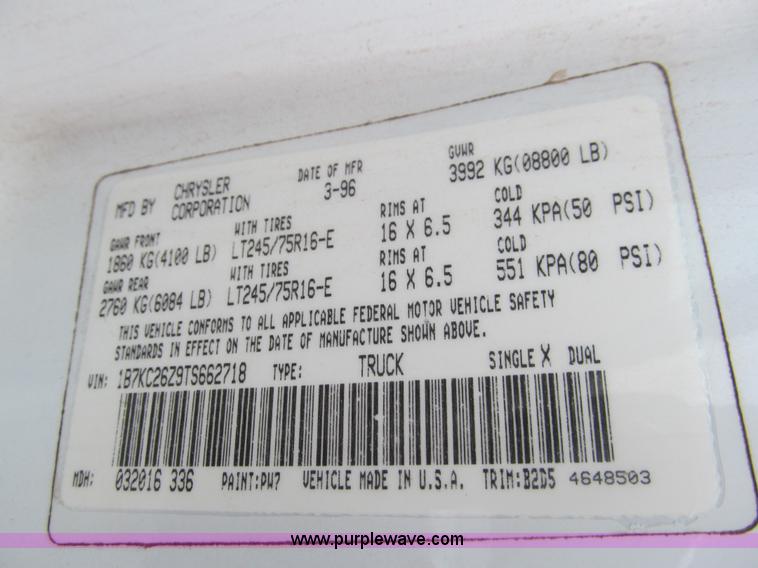 MFD BY CHRYSLER CORPORATION DATE OF MFR 3-96 GVWR 3992 KG(08800 LB)
GAWR FRONT WITH TIRES RIMS AT COLD
1860 KG(4100 LB) LT245/75R16-E 16 X 6.5 344 KPA(50 PSI)
GAWR REAR WITH TIRES RIMS AT COLD
2760 KG(6084 LB) LT245/75R16-E 16 X 6.5 551 KPA(80 PSI)
THIS VEHICLE CONFORMS TO ALL APPLICABLE FEDERAL MOTOR VEHICLE SAFETY
STANDARDS IN EFFECT ON THE DATE OF MANUFACTURE SHOWN ABOVE.
VIN: 1B7KC26Z9TS662718 TYPE: TRUCK SINGLE X DUAL
MDH: 032016 336 PAINT:PW7 VEHICLE MADE IN U.S.A. TRIM:B2D5 4648503
www.purplewave.com